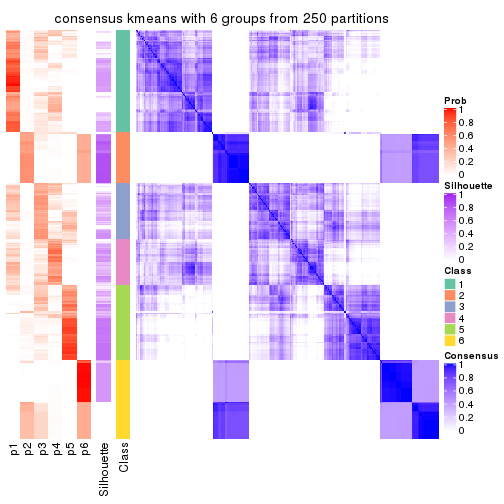 consensus kmeans with 6 groups from 250 partitions
Prob
1
0.8
0.6
0.4
0.2
0
Silhouette
1
0.8
0.6
0.4
0.2
0
Class
1
2
3
4
5
6
Consensus
1
0.8
0.6
0.4
0.2
0
p1
p2
p3
p4
p5
p6
Silhouette
Class